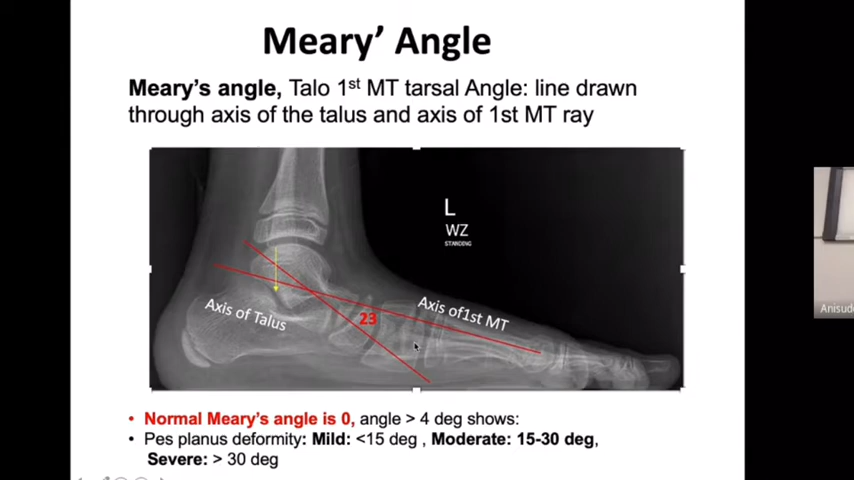 Meary' Angle
Meary's angle, Talo 1st MT tarsal Angle: line drawn
through axis of the talus and axis of 1st MT ray
L
WZ
STANDING
Axis of Talus
23
Axis of1st MT
• Normal Meary's angle is 0, angle > 4 deg shows:
• Pes planus deformity: Mild: <15 deg , Moderate: 15-30 deg,
Severe: > 30 deg
Anisud